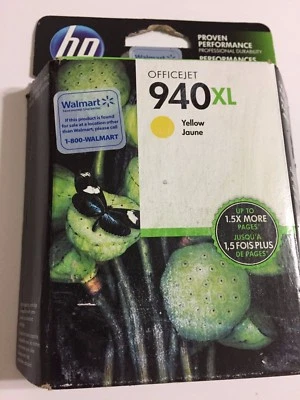 hp
PROVEN
PERFORMANCE
PROFESSIONAL DURABILITY
PERFORMANCES
OFFICEJET
940XL
Yellow
Jaune
Walmart
If this product is found
for sale at a location other
than Walmart, please call
1-800-WALMART
UP TO
1.5X MORE
PAGES
JUSQU'À
1,5 FOIS PLUS
DE PAGES